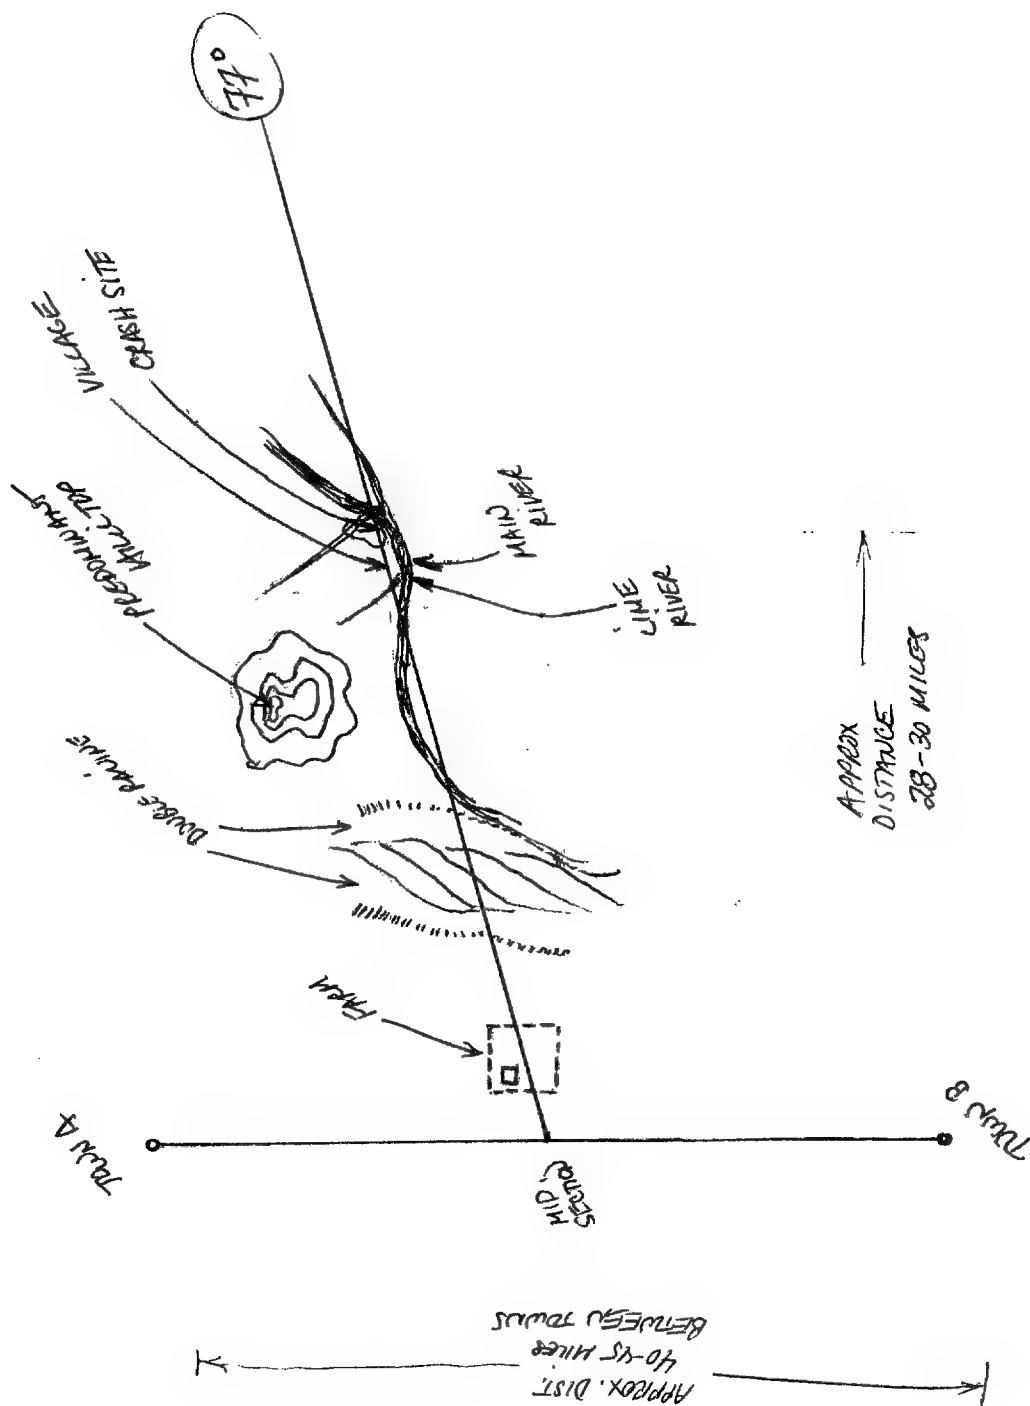 77°
CRASH SITE
VILLAGE
PREDOMINANT
HILLTOP
DOUBLE RAVINE
MAIN
RIVER
LIME
RIVER
FARM
APPROX
DISTANCE
28-30 MILES
TOWN A
TOWN B
MID
SECTION
APPROX. DIST.
40-45 MILES
BETWEEN TOWNS